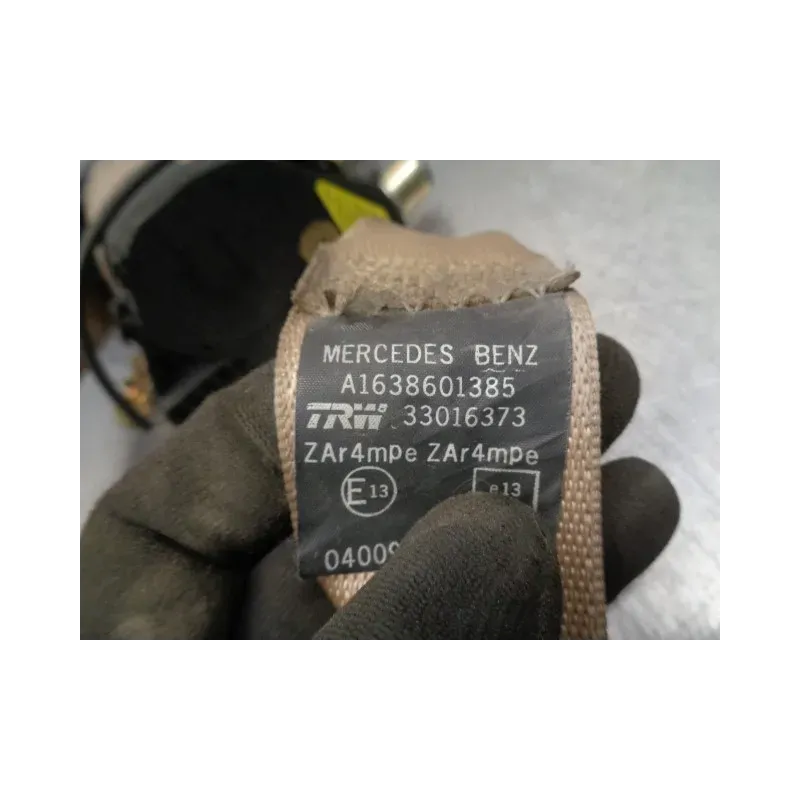 MERCEDES BENZ
A1638601385
TRW 33016373
ZAr4mpe ZAr4mpe
E13 e13